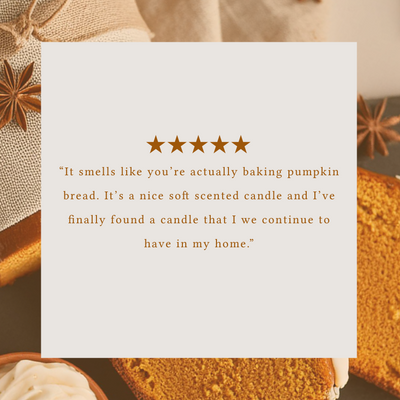 “It smells like you’re actually baking pumpkin
bread. It’s a nice soft scented candle and I’ve
finally found a candle that I we continue to
have in my home.”